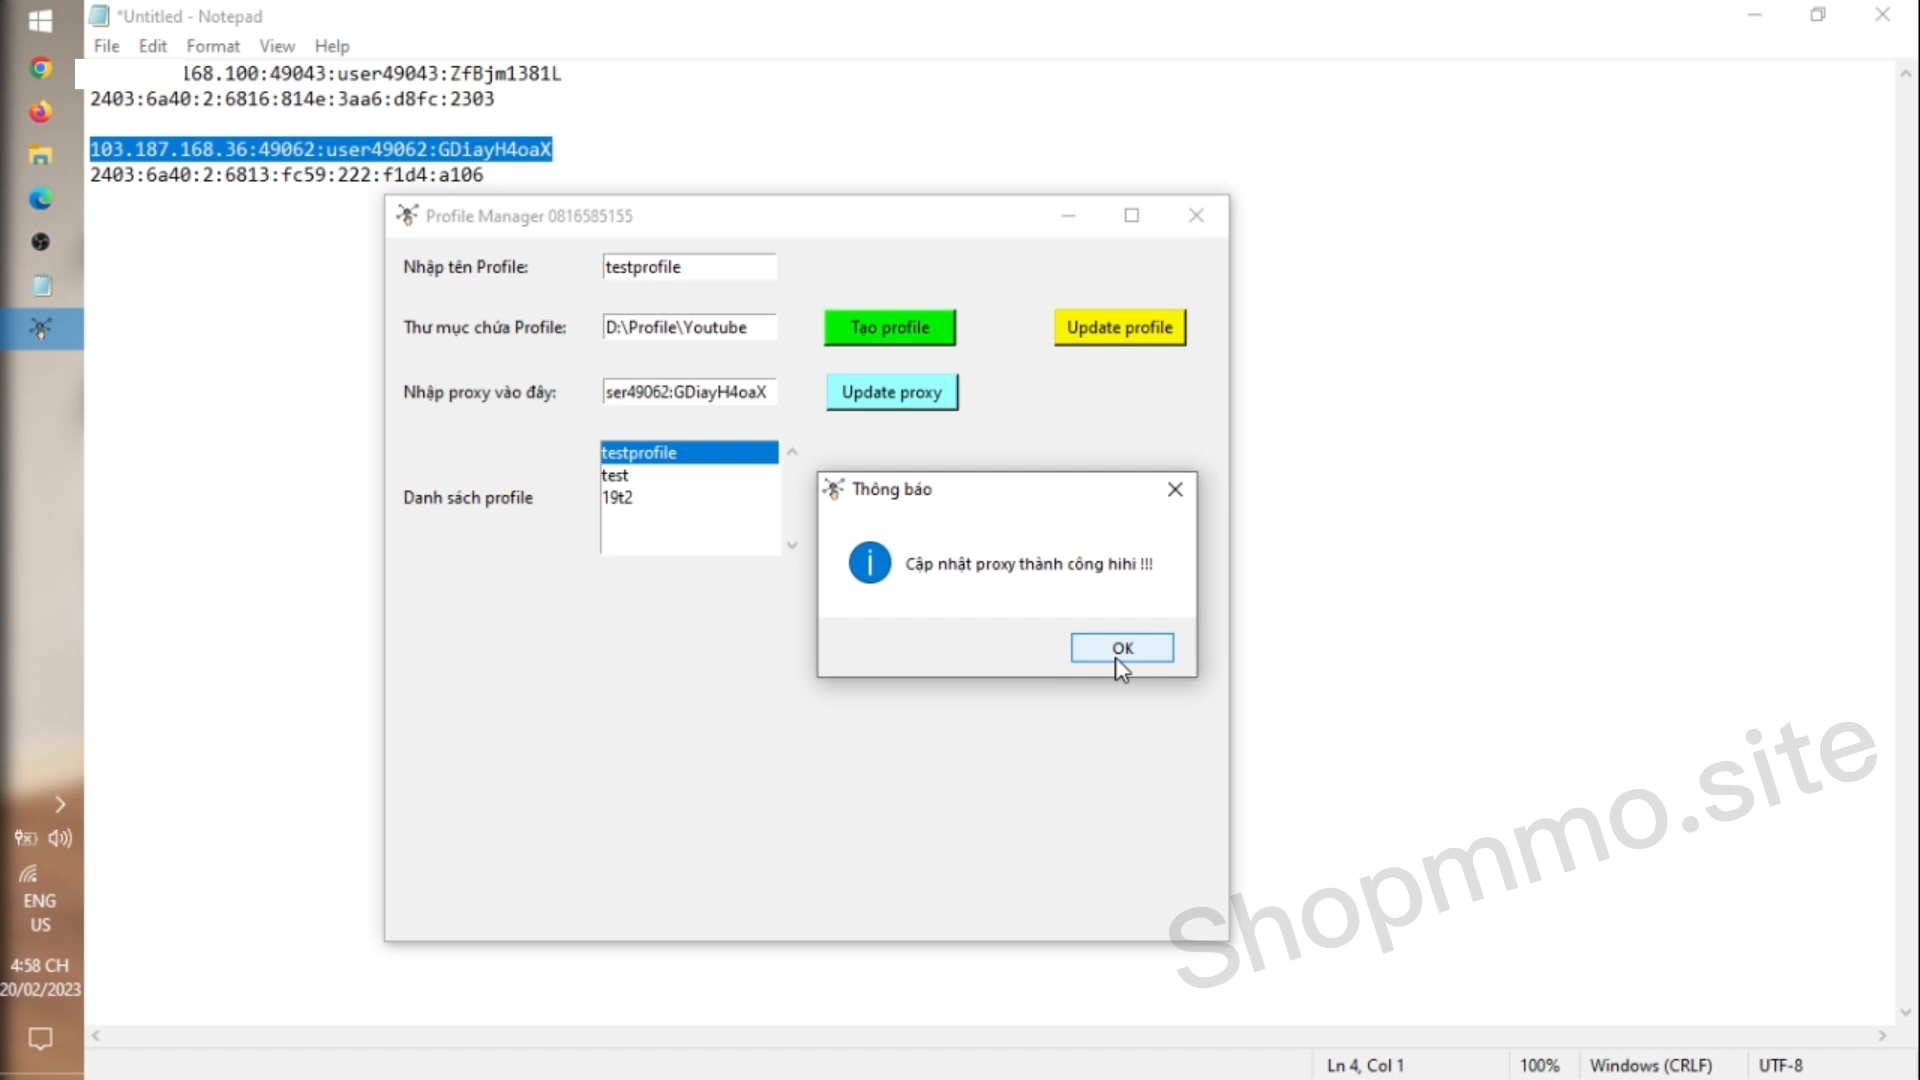 *Untitled - Notepad
File Edit Format View Help
168.100:49043:user49043:ZfBjm1381L
2403:6a40:2:6816:814e:3aa6:d8fc:2303
103.187.168.36:49062:user49062:GDiayH4oaX
2403:6a40:2:6813:fc59:222:f1d4:a106
Profile Manager 0816585155
Nhập tên Profile: testprofile
Thư mục chứa Profile: D:\Profile\Youtube Tạo profile Update profile
Nhập proxy vào đây: ser49062:GDiayH4oaX Update proxy
testprofile
test
Danh sách profile 19t2
Thông báo
Cập nhật proxy thành công hihi !!!
OK
Shopmmo.site
ENG
US
4:58 CH
20/02/2023
Ln 4, Col 1 100% Windows (CRLF) UTF-8